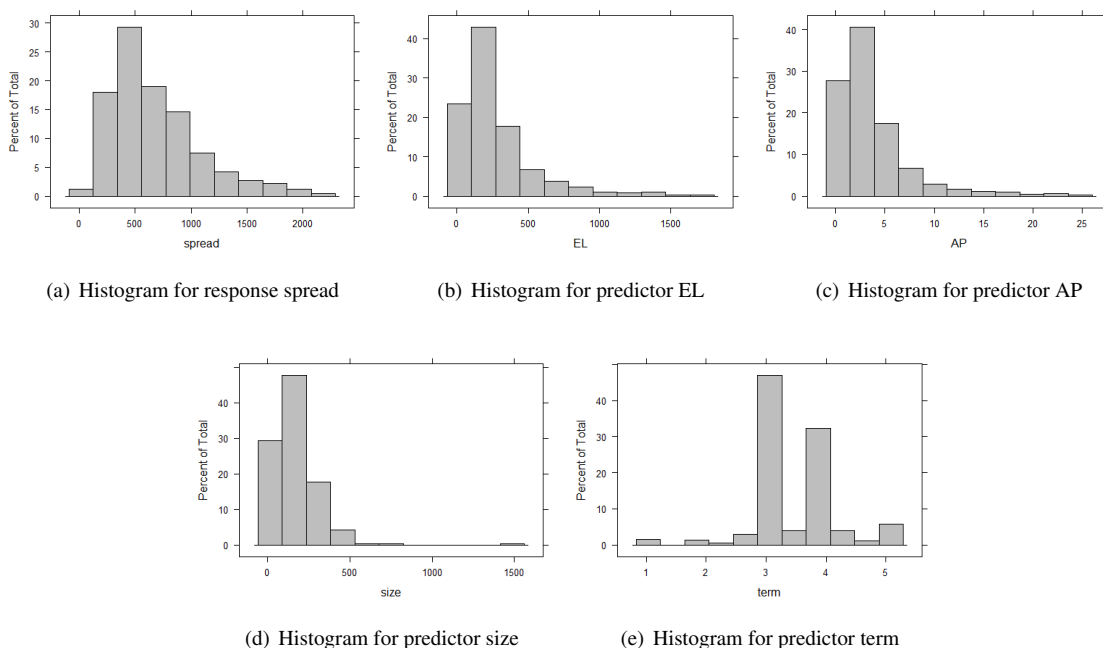 Percent of Total
30
25
20
15
10
5
0
0 500 1000 1500 2000
spread
(a) Histogram for response spread
Percent of Total
40
30
20
10
0
0 500 1000 1500
EL
(b) Histogram for predictor EL
Percent of Total
40
30
20
10
0
0 5 10 15 20 25
AP
(c) Histogram for predictor AP
Percent of Total
40
30
20
10
0
0 500 1000 1500
size
(d) Histogram for predictor size
Percent of Total
40
30
20
10
0
1 2 3 4 5
term
(e) Histogram for predictor term